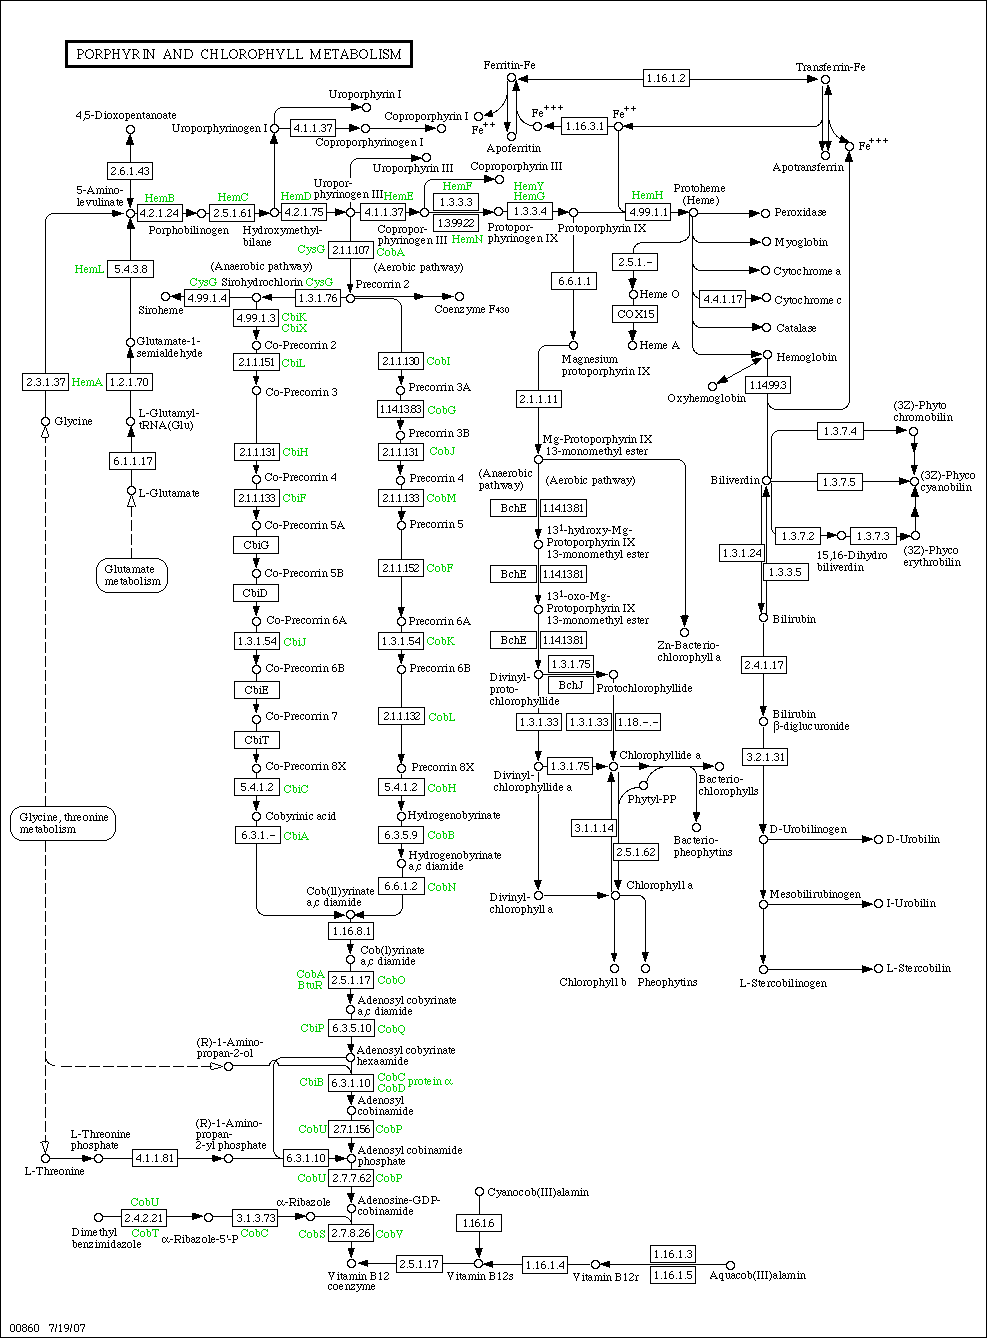 PORPHYRIN AND CHLOROPHYLL METABOLISM
Ferritin-Fe
1.16.1.2
Transferrin-Fe
Uroporphyrin I
4,5-Dioxopentanoate
Uroporphyrinogen I
4.1.1.37
Coproporphyrin I
Coproporphyrinogen I
Fe++
Fe+++
1.16.3.1
Fe++
Fe+++
Apoferritin
Apotransferrin
2.6.1.43
Uroporphyrin III
Coproporphyrin III
5-Amino-
levulinate
HemB
4.2.1.24
Porphobilinogen
HemC
2.5.1.61
Hydroxymethyl-
bilane
HemD
4.2.1.75
Uropor-
phyrinogen III
HemE
4.1.1.37
Copropor-
phyrinogen III
HemF
1.3.3.3
1.3.99.22
HemN
HemY
HemG
1.3.3.4
Protopor-
phyrinogen IX
Protoporphyrin IX
HemH
4.99.1.1
Protoheme
(Heme)
Peroxidase
Myoglobin
Cytochrome a
4.4.1.17
Cytochrome c
Catalase
Hemoglobin
Oxyhemoglobin
1.14.99.3
2.5.1.-
Heme O
COX15
Heme A
CysG
2.1.1.107
CobA
(Anaerobic pathway)
(Aerobic pathway)
HemL
5.4.3.8
CysG
Sirohydrochlorin
CysG
Precorrin 2
Siroheme
4.99.1.4
1.3.1.76
Coenzyme F430
6.6.1.1
4.99.1.3
CbiK
CbiX
Glutamate-1-
semialdehyde
Co-Precorrin 2
2.1.1.151
CbiL
2.1.1.130
CobI
Magnesium
protoporphyrin IX
2.3.1.37
HemA
1.2.1.70
Co-Precorrin 3
Precorrin 3A
2.1.1.11
Glycine
L-Glutamyl-
tRNA(Glu)
1.14.13.83
CobG
Precorrin 3B
6.1.1.17
2.1.1.131
CbiH
2.1.1.131
CobJ
Mg-Protoporphyrin IX
13-monomethyl ester
(3Z)-Phyto
chromobilin
1.3.7.4
L-Glutamate
Co-Precorrin 4
Precorrin 4
(Anaerobic
pathway)
(Aerobic pathway)
Biliverdin
1.3.7.5
(3Z)-Phyco
cyanobilin
2.1.1.133
CbiF
2.1.1.133
CobM
BchE
1.14.13.81
Co-Precorrin 5A
Precorrin 5
131-hydroxy-Mg-
Protoporphyrin IX
13-monomethyl ester
1.3.7.2
1.3.7.3
15,16-Dihydro
biliverdin
(3Z)-Phyco
erythrobilin
CbiG
1.3.1.24
1.3.3.5
Glutamate
metabolism
Co-Precorrin 5B
2.1.1.152
CobF
BchE
1.14.13.81
CbiD
131-oxo-Mg-
Protoporphyrin IX
13-monomethyl ester
Co-Precorrin 6A
Precorrin 6A
Bilirubin
1.3.1.54
CbiJ
1.3.1.54
CobK
BchE
1.14.13.81
Zn-Bacterio-
chlorophyll a
Co-Precorrin 6B
Precorrin 6B
1.3.1.75
BchJ
2.4.1.17
CbiE
Divinyl-
proto-
chlorophyllide
Protochlorophyllide
Co-Precorrin 7
2.1.1.132
CobL
1.3.1.33
1.3.1.33
1.18.-.-
Bilirubin
β-diglucuronide
CbiT
3.2.1.31
Co-Precorrin 8X
Precorrin 8X
Divinyl-
chlorophyllide a
1.3.1.75
Chlorophyllide a
Bacterio-
chlorophylls
5.4.1.2
CbiC
5.4.1.2
CobH
Phytyl-PP
Glycine, threonine
metabolism
Cobyrinic acid
Hydrogenobyrinate
3.1.1.14
D-Urobilinogen
D-Urobilin
6.3.1.-
CbiA
6.3.5.9
CobB
2.5.1.62
Bacterio-
pheophytins
Hydrogenobyrinate
a,c diamide
6.6.1.2
CobN
Divinyl-
chlorophyll a
Chlorophyll a
Mesobilirubinogen
I-Urobilin
Cob(II)yrinate
a,c diamide
1.16.8.1
Cob(I)yrinate
a,c diamide
Chlorophyll b
Pheophytins
L-Stercobilinogen
L-Stercobilin
CobA
BtuR
2.5.1.17
CobO
Adenosyl cobyrinate
a,c diamide
CbiP
6.3.5.10
CobQ
(R)-1-Amino-
propan-2-ol
Adenosyl cobyrinate
hexaamide
CbiB
6.3.1.10
CobC
CobD
protein α
Adenosyl
cobinamide
CobU
2.7.1.156
CobP
L-Threonine
phosphate
(R)-1-Amino-
propan-
2-yl phosphate
L-Threonine
4.1.1.81
6.3.1.10
Adenosyl cobinamide
phosphate
CobU
2.7.7.62
CobP
Adenosine-GDP-
cobinamide
CobU
2.4.2.21
CobT
Dimethyl
benzimidazole
α-Ribazole-5'-P
3.1.3.73
CobC
α-Ribazole
CobS
2.7.8.26
CobV
Cyanocob(III)alamin
1.16.1.6
Vitamin B12
coenzyme
2.5.1.17
Vitamin B12s
1.16.1.4
Vitamin B12r
1.16.1.3
1.16.1.5
Aquacob(III)alamin
00860 7/19/07